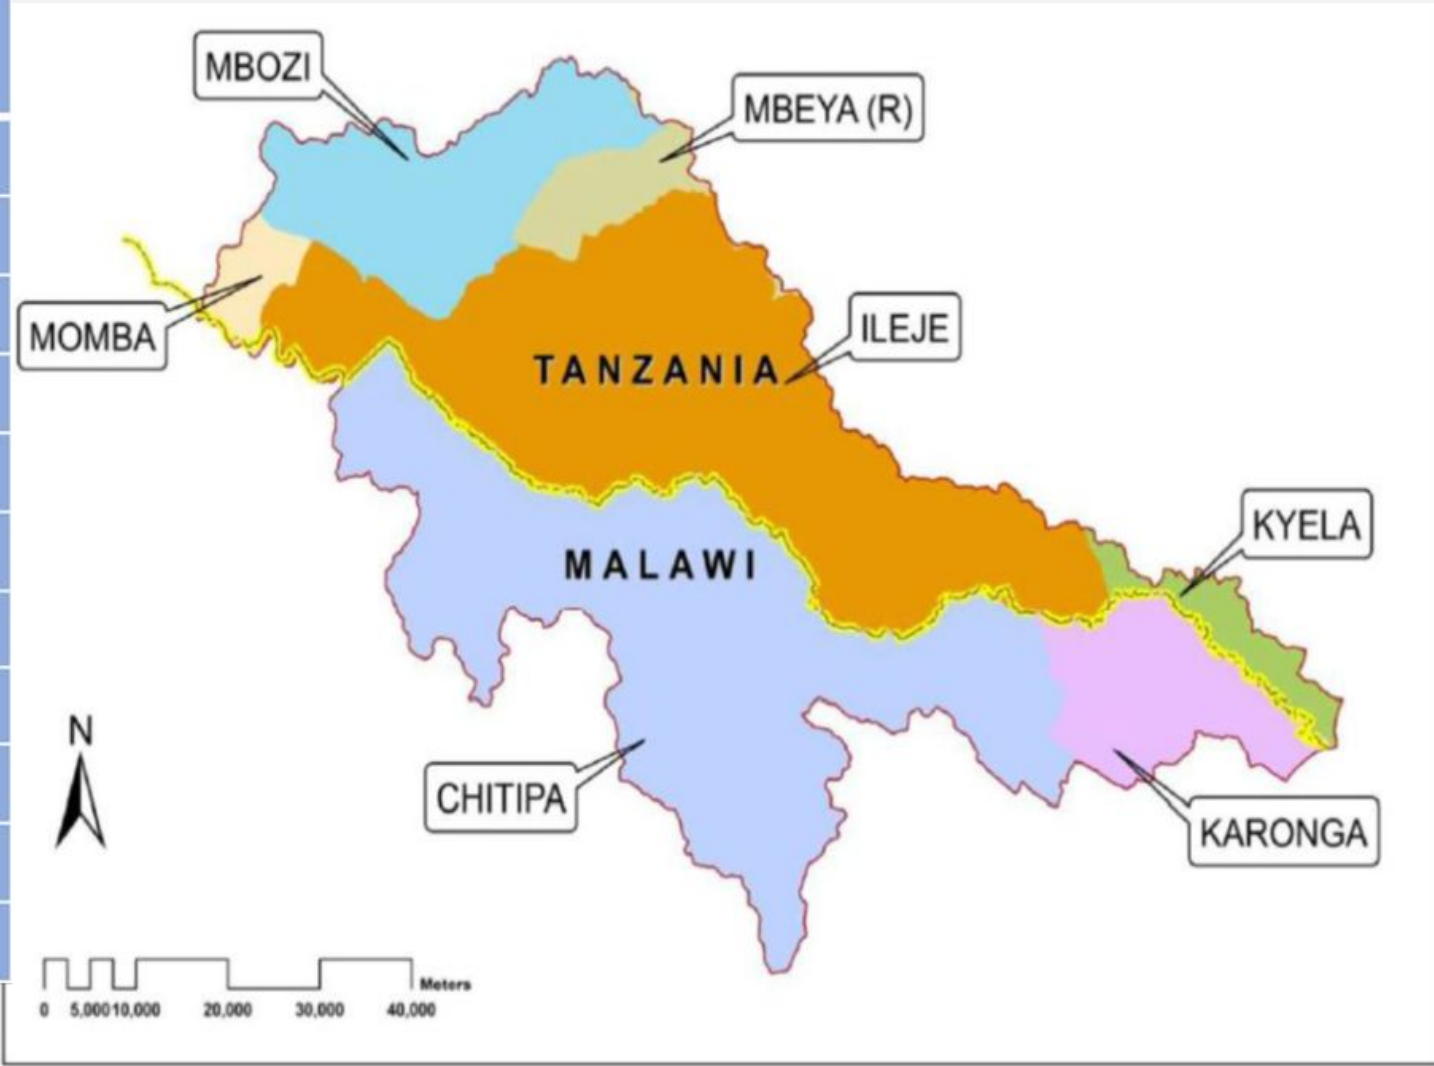 MBOZI
MBEYA (R)
MOMBA
ILEJE
TANZANIA
KYELA
MALAWI
N
CHITIPA
KARONGA
Meters
0 5,000 10,000 20,000 30,000 40,000